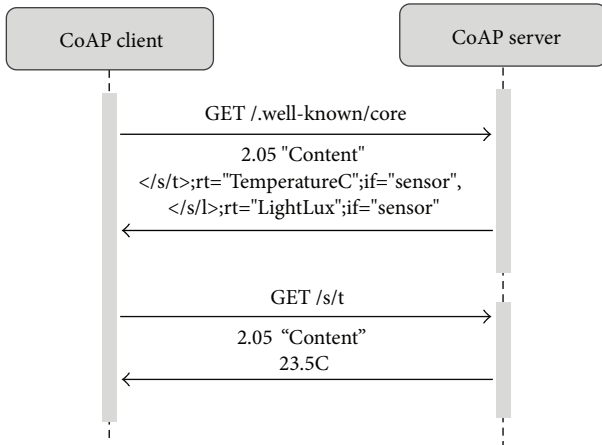 CoAP client
CoAP server
GET /.well-known/core
2.05 "Content"
</s/t>;rt="TemperatureC";if="sensor",
</s/l>;rt="LightLux";if="sensor"
GET /s/t
2.05 “Content”
23.5C